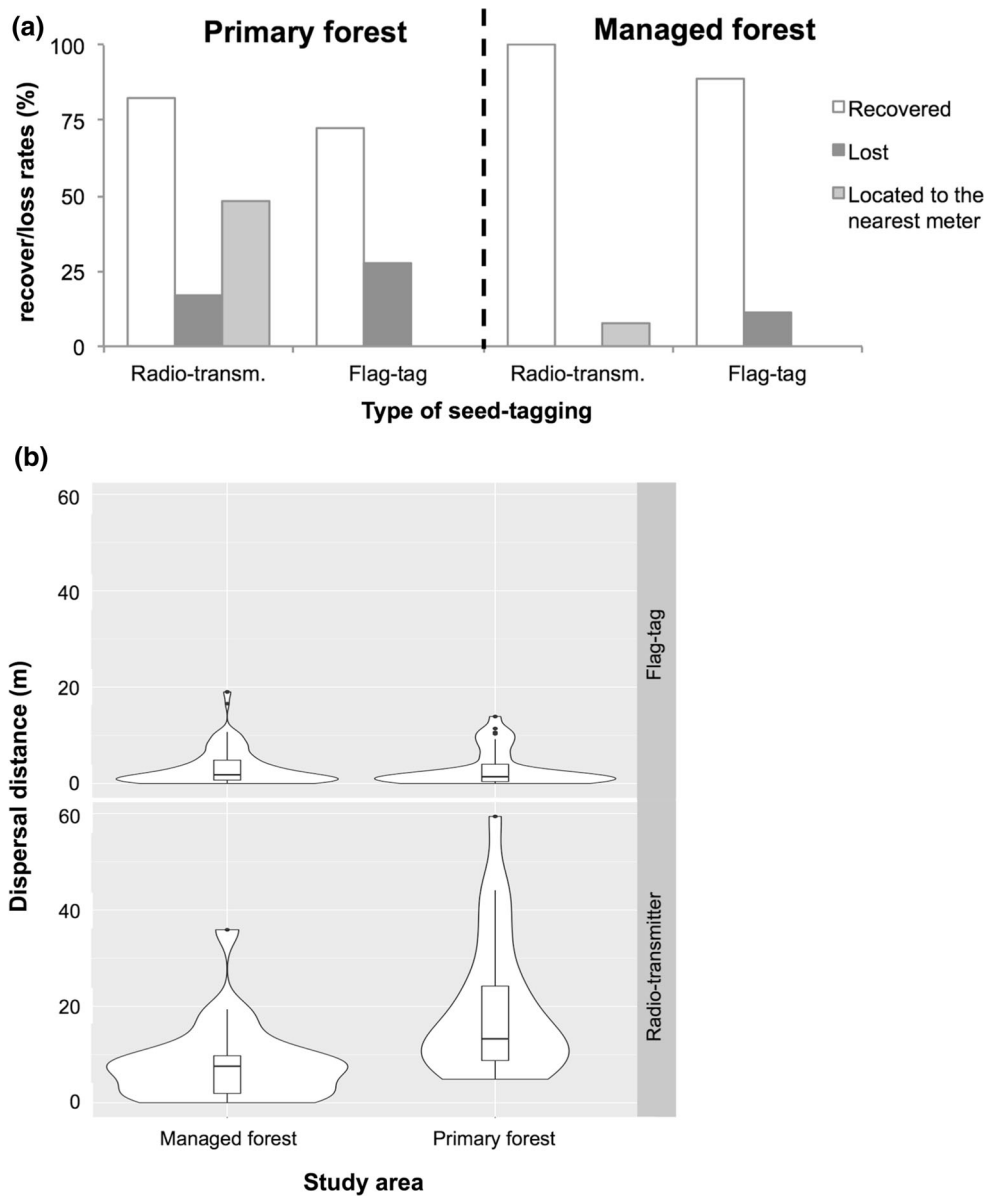 (a)
Primary forest
Managed forest
recover/loss rates (%)
100
75
50
25
0
Recovered
Lost
Located to the
nearest meter
Radio-transm.
Flag-tag
Radio-transm.
Flag-tag
Type of seed-tagging
(b)
Dispersal distance (m)
60
40
20
0
Flag-tag
60
40
20
0
Radio-transmitter
Managed forest
Primary forest
Study area